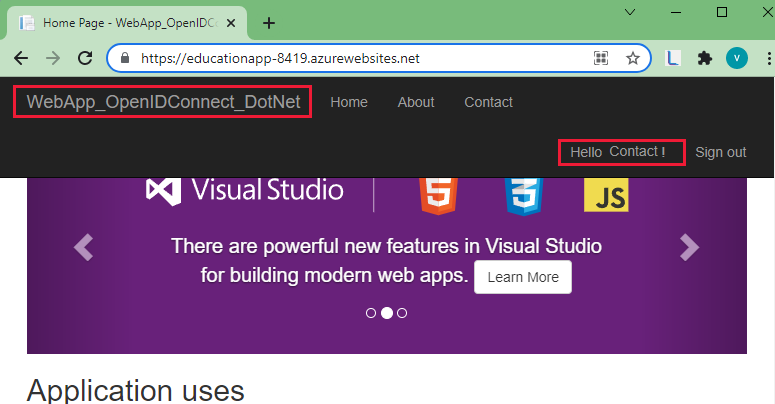 Home Page - WebApp_OpenIDCo
https://educationapp-8419.azurewebsites.net
L
V
WebApp_OpenIDConnect_DotNet Home About Contact
Hello Contact ! Sign out
Visual Studio 5 3 JS
There are powerful new features in Visual Studio
for building modern web apps. Learn More
Application uses